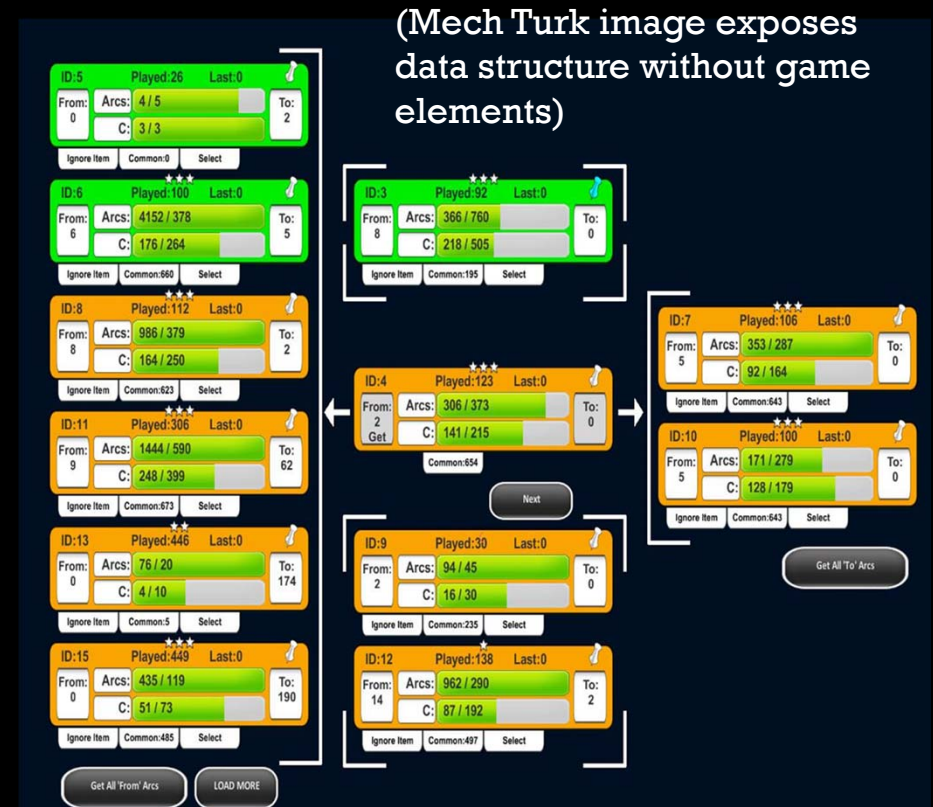 (Mech Turk image exposes
data structure without game
elements)
ID:5 Played:26 Last:0
From: 0 Arcs: 4 / 5 To: 2
C: 3 / 3
Ignore Item Common:0 Select
ID:6 Played:100 Last:0
From: 6 Arcs: 4152 / 378 To: 5
C: 176 / 264
Ignore Item Common:660 Select
ID:8 Played:112 Last:0
From: 8 Arcs: 986 / 379 To: 2
C: 164 / 250
Ignore Item Common:623 Select
ID:11 Played:306 Last:0
From: 9 Arcs: 1444 / 590 To: 62
C: 248 / 399
Ignore Item Common:673 Select
ID:13 Played:446 Last:0
From: 0 Arcs: 76 / 20 To: 174
C: 4 / 10
Ignore Item Common:5 Select
ID:15 Played:449 Last:0
From: 0 Arcs: 435 / 119 To: 190
C: 51 / 73
Ignore Item Common:485 Select
Get All 'From' Arcs LOAD MORE
ID:3 Played:92 Last:0
From: 8 Arcs: 366 / 760 To: 0
C: 218 / 505
Ignore Item Common:195 Select
ID:4 Played:123 Last:0
From: 2 Get Arcs: 306 / 373 To: 0
C: 141 / 215
Common:654
Next
ID:9 Played:30 Last:0
From: 2 Arcs: 94 / 45 To: 0
C: 16 / 30
Ignore Item Common:235 Select
ID:12 Played:138 Last:0
From: 14 Arcs: 962 / 290 To: 2
C: 87 / 192
Ignore Item Common:497 Select
ID:7 Played:106 Last:0
From: 5 Arcs: 353 / 287 To: 0
C: 92 / 164
Ignore Item Common:643 Select
ID:10 Played:100 Last:0
From: 5 Arcs: 171 / 279 To: 0
C: 128 / 179
Ignore Item Common:643 Select
Get All 'To' Arcs